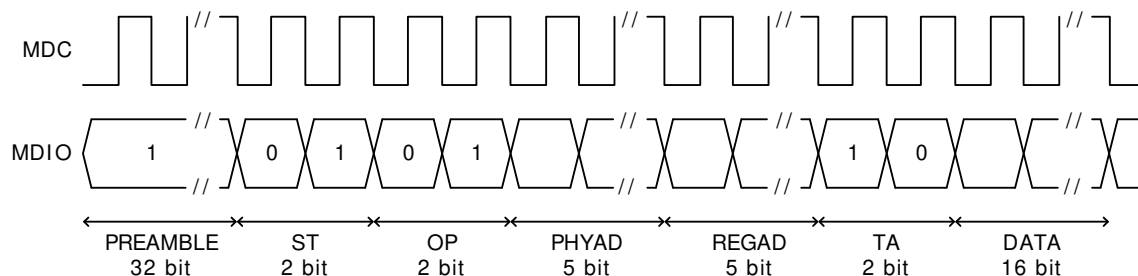 MDC
MDIO 1 0 1 0 1 1 0
PREAMBLE ST OP PHYAD REGAD TA DATA
32 bit 2 bit 2 bit 5 bit 5 bit 2 bit 16 bit